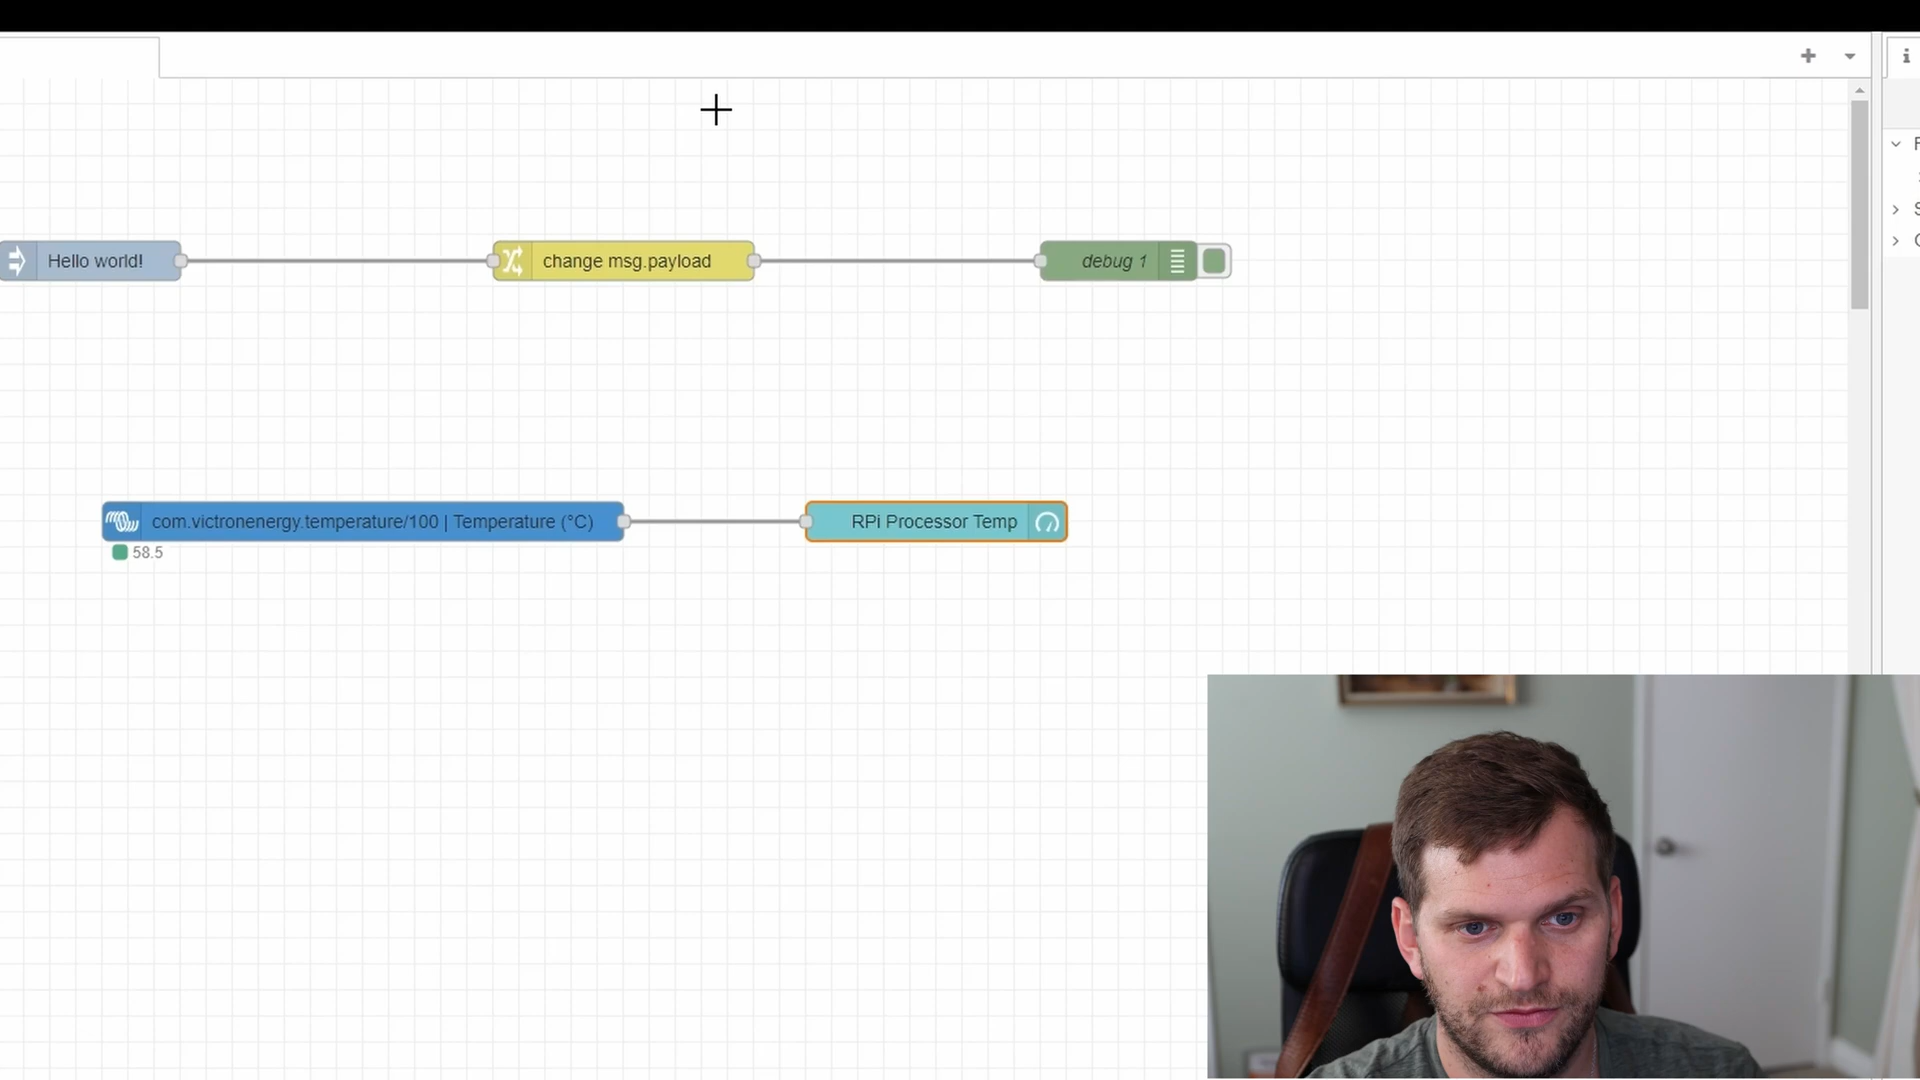 Hello world!
change msg.payload
debug 1
com.victronenergy.temperature/100 | Temperature (°C)
RPi Processor Temp
58.5